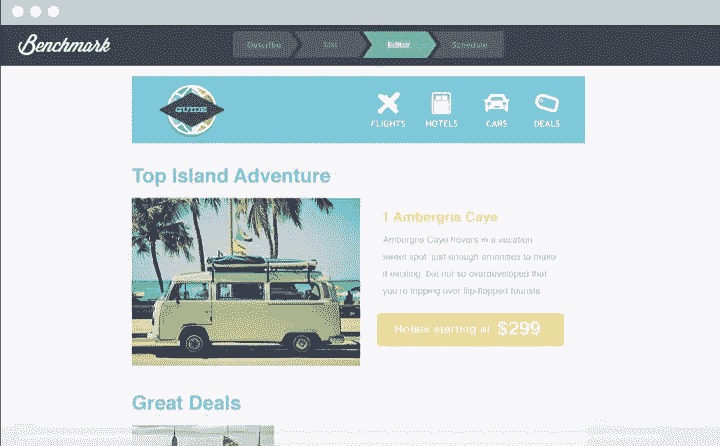 Benchmark
Describe
List
Editor
Schedule
GUIDE
FLIGHTS
HOTELS
CARS
DEALS
Top Island Adventure
1 Ambergris Caye
Ambergris Caye hovers in a vacation
sweet spot: just enough amenities to make
it exciting, but not so overdeveloped that
you're tripping over flip-flopped tourists
Hotels starting at $299
Great Deals